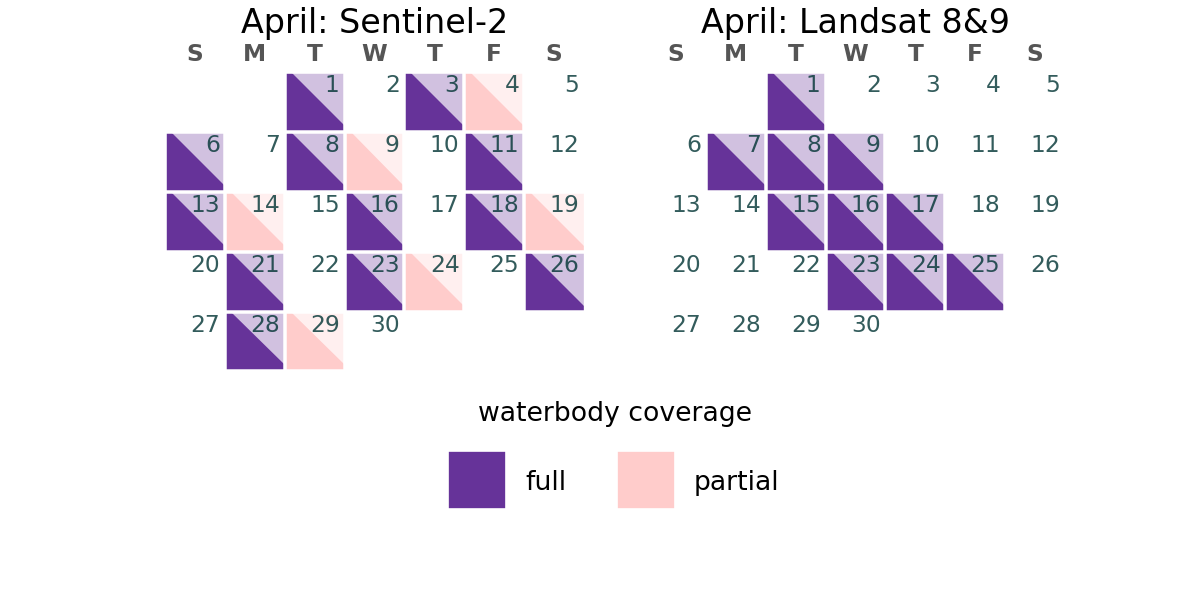 April: Sentinel-2
S M T W T F S
1 2 3 4 5
6 7 8 9 10 11 12
13 14 15 16 17 18 19
20 21 22 23 24 25 26
27 28 29 30
April: Landsat 8&9
S M T W T F S
1 2 3 4 5
6 7 8 9 10 11 12
13 14 15 16 17 18 19
20 21 22 23 24 25 26
27 28 29 30
waterbody coverage
full
partial